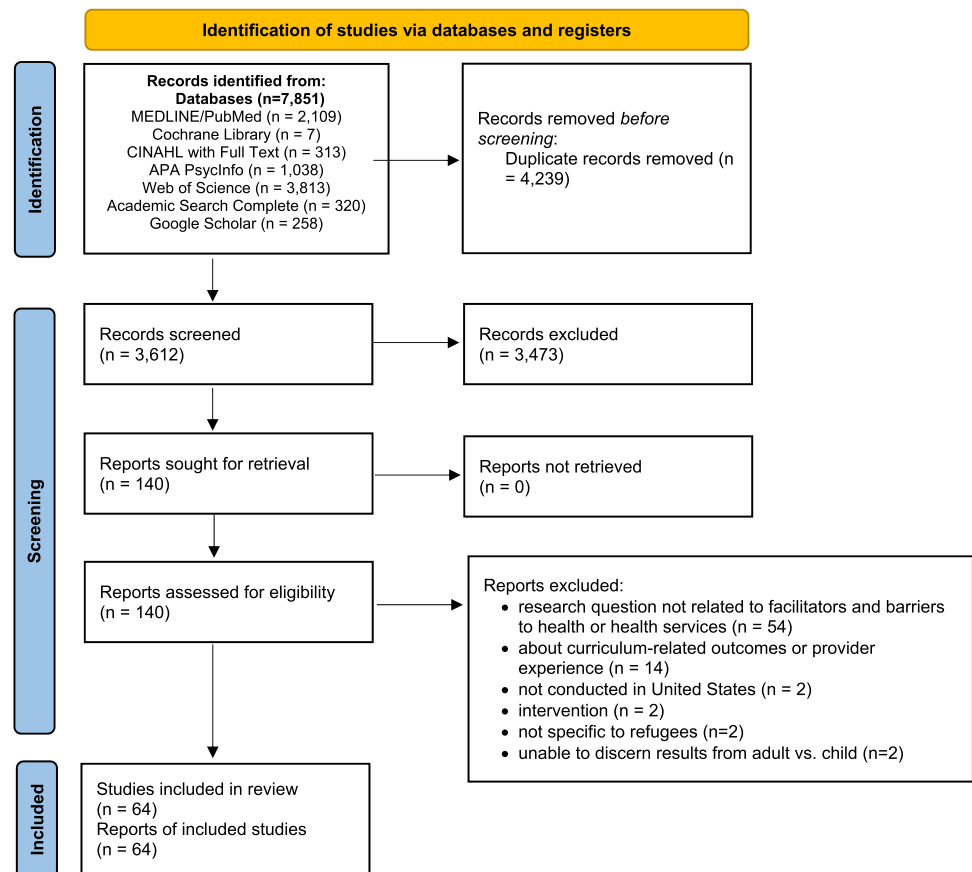 Identification of studies via databases and registers
Identification
Records identified from:
Databases (n=7,851)
MEDLINE/PubMed (n = 2,109)
Cochrane Library (n = 7)
CINAHL with Full Text (n = 313)
APA PsycInfo (n = 1,038)
Web of Science (n = 3,813)
Academic Search Complete (n = 320)
Google Scholar (n = 258)
Records removed before
screening:
Duplicate records removed (n
= 4,239)
Screening
Records screened
(n = 3,612)
Records excluded
(n = 3,473)
Reports sought for retrieval
(n = 140)
Reports not retrieved
(n = 0)
Reports assessed for eligibility
(n = 140)
Reports excluded:
• research question not related to facilitators and barriers
to health or health services (n = 54)
• about curriculum-related outcomes or provider
experience (n = 14)
• not conducted in United States (n = 2)
• intervention (n = 2)
• not specific to refugees (n=2)
• unable to discern results from adult vs. child (n=2)
Included
Studies included in review
(n = 64)
Reports of included studies
(n = 64)